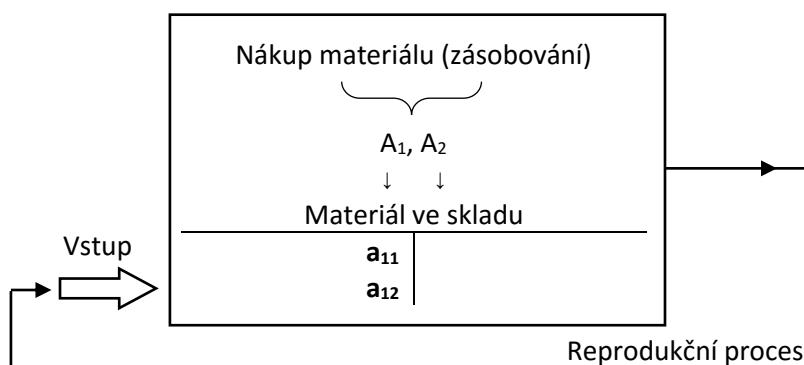 Nákup materiálu (zásobování)
A₁, A₂
↓ ↓
Materiál ve skladu
Vstup
a₁₁
a₁₂
Reprodukční proces